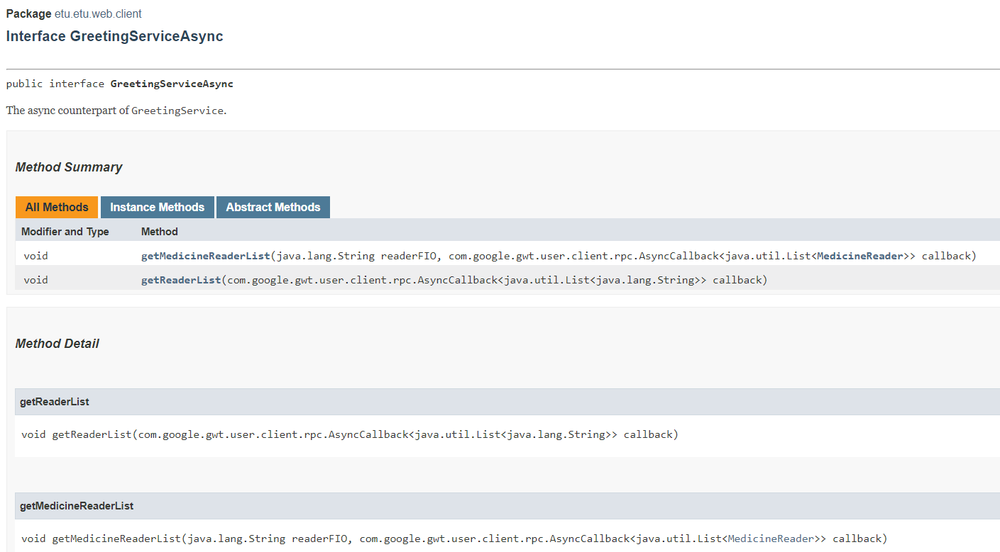 Package etu.etu.web.client
Interface GreetingServiceAsync
public interface GreetingServiceAsync
The async counterpart of GreetingService.
Method Summary
All Methods Instance Methods Abstract Methods
Modifier and Type Method
void getMedicineReaderList(java.lang.String readerFIO, com.google.gwt.user.client.rpc.AsyncCallback<java.util.List<MedicineReader>> callback)
void getReaderList(com.google.gwt.user.client.rpc.AsyncCallback<java.util.List<java.lang.String>> callback)
Method Detail
getReaderList
void getReaderList(com.google.gwt.user.client.rpc.AsyncCallback<java.util.List<java.lang.String>> callback)
getMedicineReaderList
void getMedicineReaderList(java.lang.String readerFIO, com.google.gwt.user.client.rpc.AsyncCallback<java.util.List<MedicineReader>> callback)